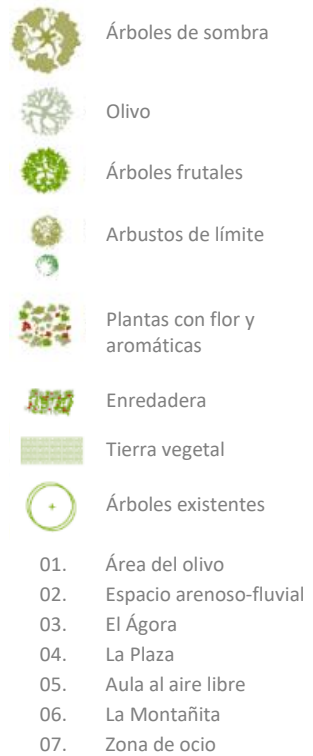 Árboles de sombra
Olivo
Árboles frutales
Arbustos de límite
Plantas con flor y
aromáticas
Enredadera
Tierra vegetal
Árboles existentes
01. Área del olivo
02. Espacio arenoso-fluvial
03. El Ágora
04. La Plaza
05. Aula al aire libre
06. La Montañita
07. Zona de ocio